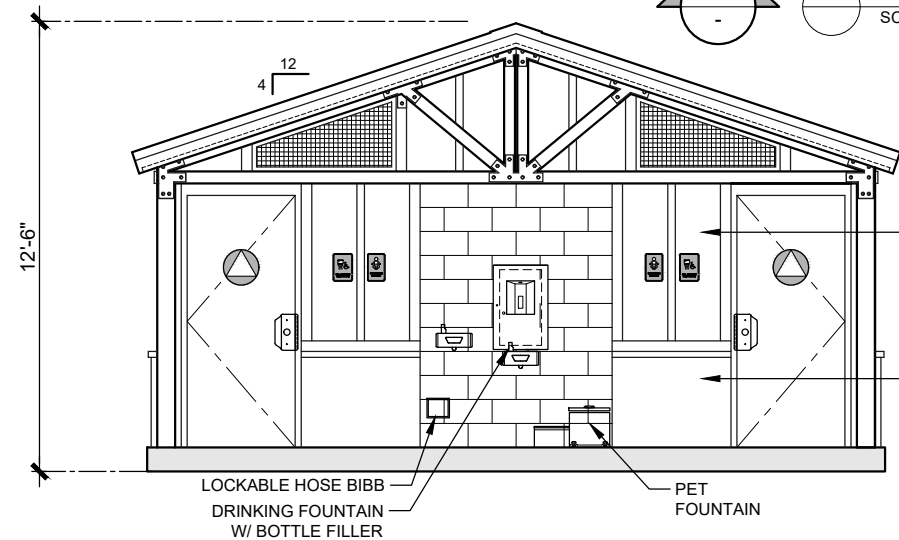 SC
12
4
12'-6"
LOCKABLE HOSE BIBB
DRINKING FOUNTAIN
W/ BOTTLE FILLER
PET
FOUNTAIN